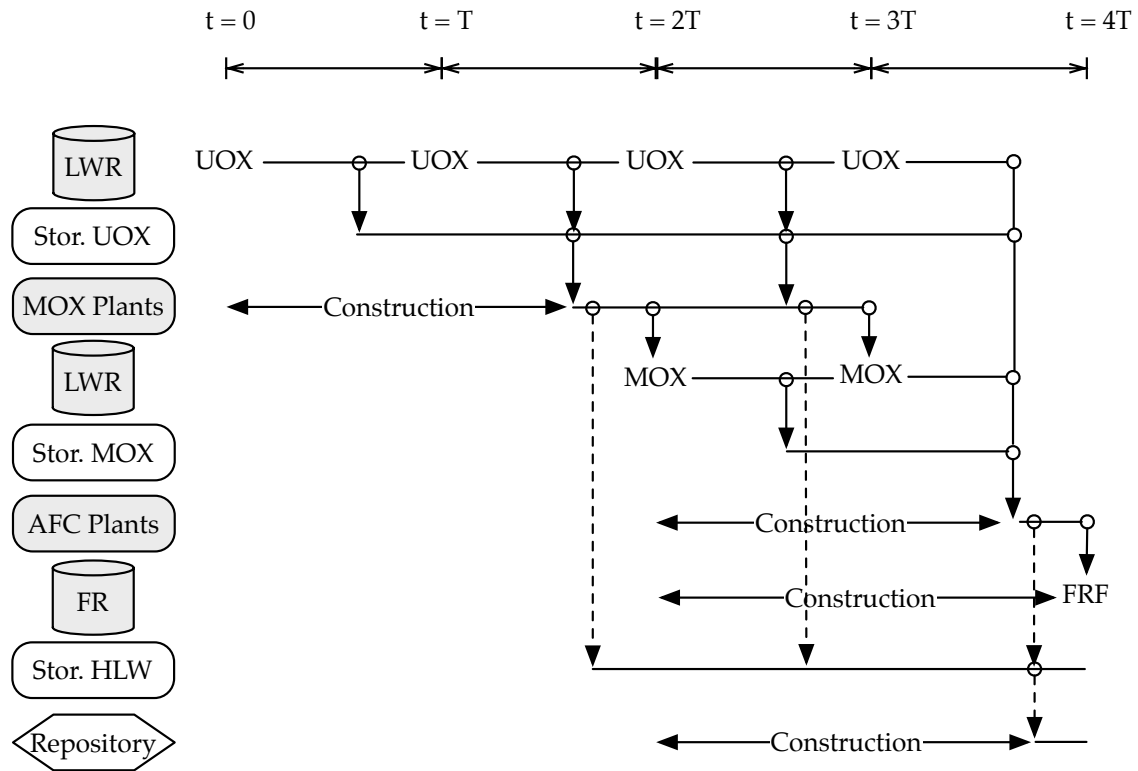 t = 0 t = T t = 2T t = 3T t = 4T
LWR UOX UOX UOX UOX
Stor. UOX
MOX Plants Construction
LWR MOX MOX
Stor. MOX
AFC Plants Construction
FR Construction FRF
Stor. HLW
Repository Construction